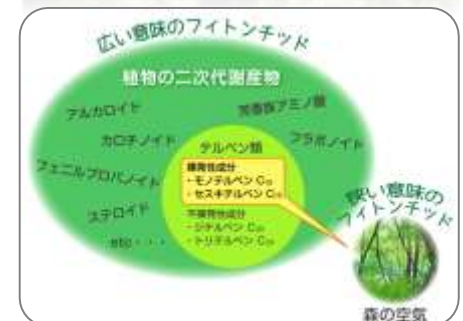 広い意味のフィトンチッド
植物の二次代謝産物
アルカロイド
芳香族アミノ酸
カロチノイド
フラボノイド
フェニルプロパノイド
ステロイド
etc・・・
テルペン類
揮発性成分
・モノテルペン C₁₀
・セスキテルペン C₁₅
不揮発性成分
・ジテルペン C₂₀
・トリテルペン C₃₀
狭い意味の
フィトンチッド
森の空気